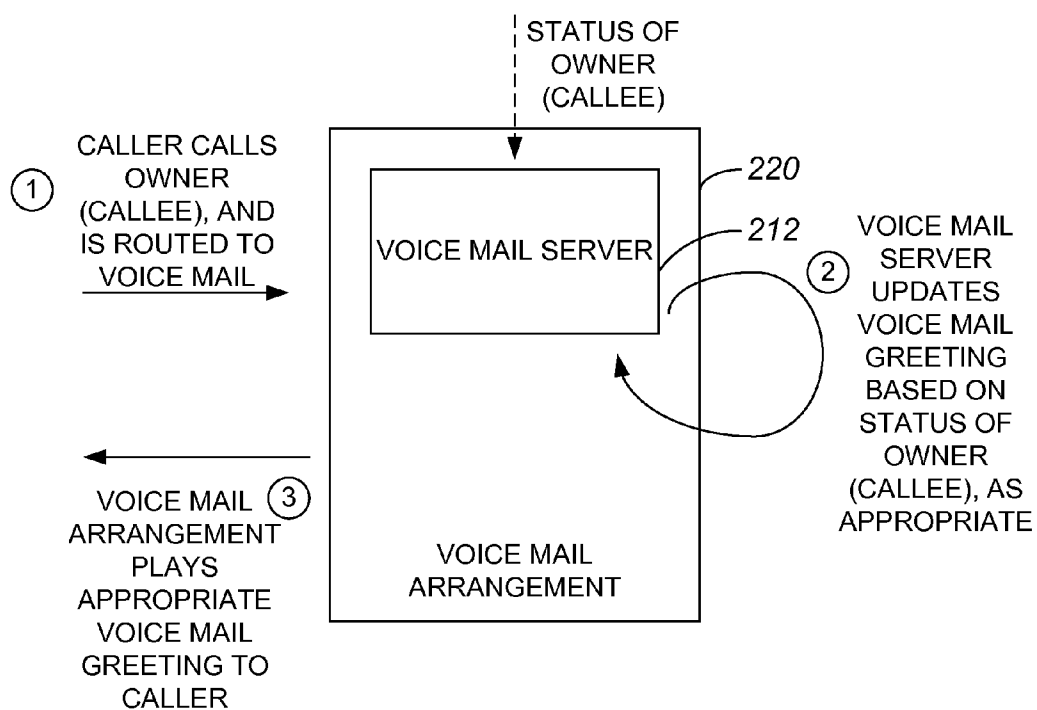 STATUS OF
OWNER
(CALLEE)
1
CALLER CALLS
OWNER
(CALLEE), AND
IS ROUTED TO
VOICE MAIL
VOICE MAIL SERVER
220
212
2
VOICE MAIL
SERVER
UPDATES
VOICE MAIL
GREETING
BASED ON
STATUS OF
OWNER
(CALLEE), AS
APPROPRIATE
3
VOICE MAIL
ARRANGEMENT
PLAYS
APPROPRIATE
VOICE MAIL
GREETING TO
CALLER
VOICE MAIL
ARRANGEMENT